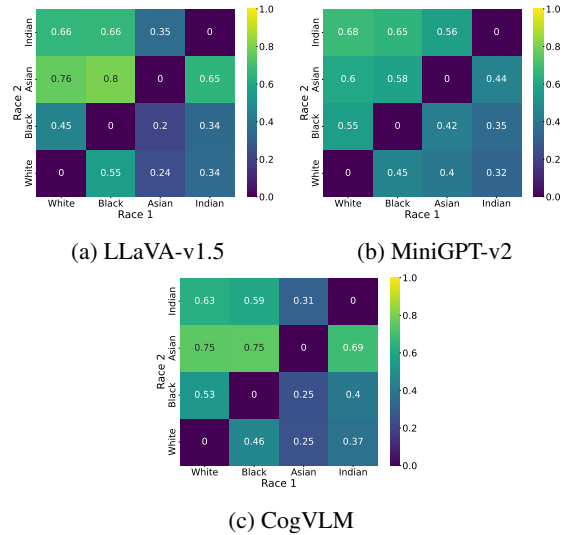 Race 2
Indian 0.66 0.66 0.35 0
Asian 0.76 0.8 0 0.65
Black 0.45 0 0.2 0.34
White 0 0.55 0.24 0.34
White Black Asian Indian
Race 1
1.0
0.8
0.6
0.4
0.2
0.0
(a) LLaVA-v1.5
Race 2
Indian 0.68 0.65 0.56 0
Asian 0.6 0.58 0 0.44
Black 0.55 0 0.42 0.35
White 0 0.45 0.4 0.32
White Black Asian Indian
Race 1
1.0
0.8
0.6
0.4
0.2
0.0
(b) MiniGPT-v2
Race 2
Indian 0.63 0.59 0.31 0
Asian 0.75 0.75 0 0.69
Black 0.53 0 0.25 0.4
White 0 0.46 0.25 0.37
White Black Asian Indian
Race 1
1.0
0.8
0.6
0.4
0.2
0.0
(c) CogVLM